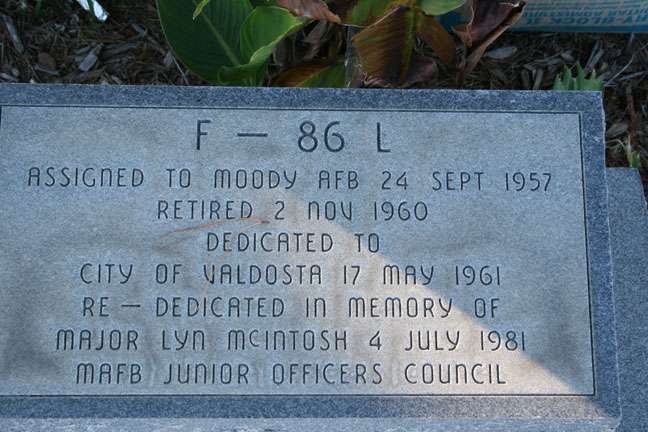 F — 86 L
ASSIGNED TO MOODY AFB 24 SEPT 1957
RETIRED 2 NOV 1960
DEDICATED TO
CITY OF VALDOSTA 17 MAY 1961
RE — DEDICATED IN MEMORY OF
MAJOR LYN McINTOSH 4 JULY 1981
MAFB JUNIOR OFFICERS COUNCIL